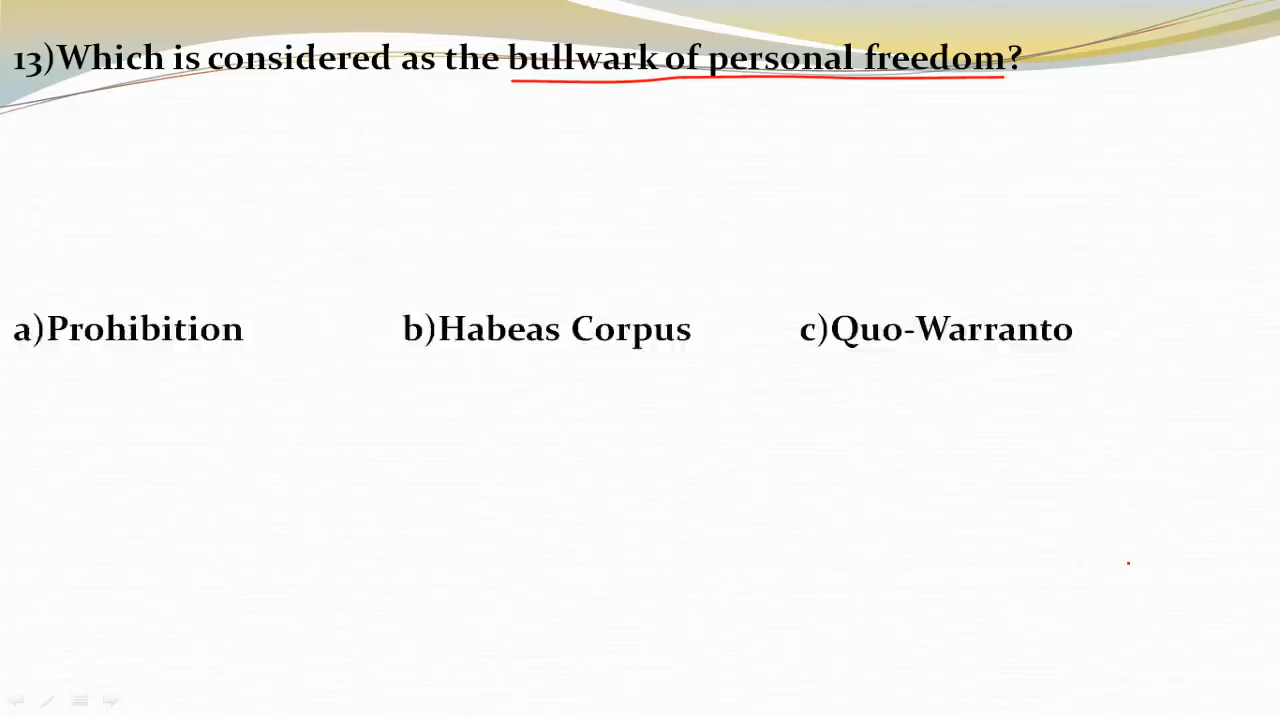 13)Which is considered as the bullwark of personal freedom?
a)Prohibition b)Habeas Corpus c)Quo-Warranto